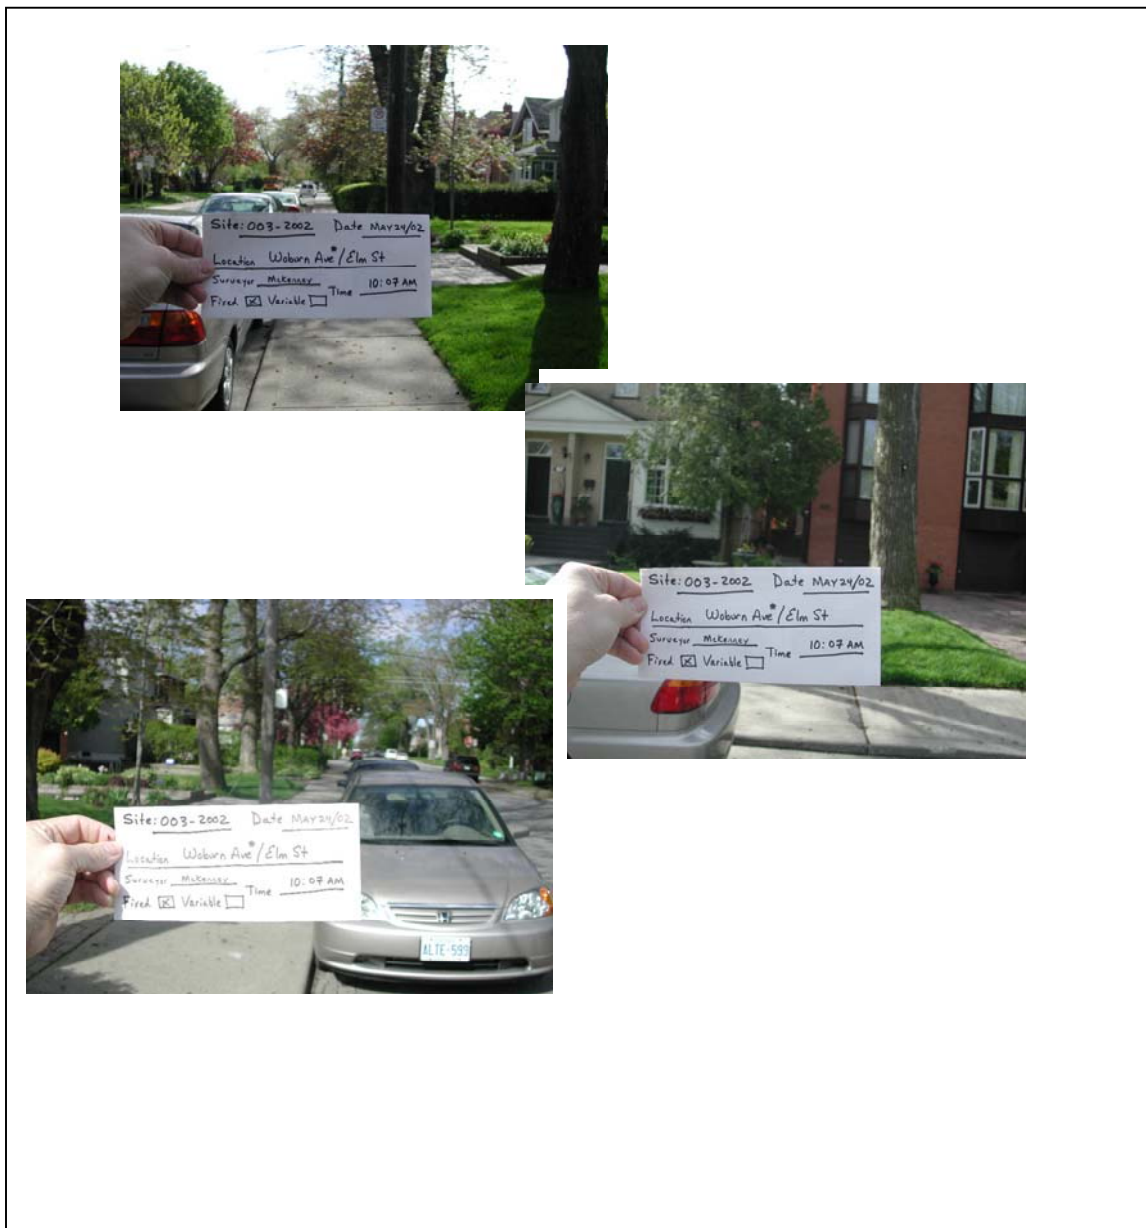 Site: 003-2002 Date MAY24/02
Location Woburn Ave*/Elm St
Surveyor McKenney Time 10:07 AM
Fixed ☒ Variable ☐
Site: 003-2002 Date MAY24/02
Location Woburn Ave*/Elm St
Surveyor McKenney Time 10:07 AM
Fixed ☒ Variable ☐
Site: 003-2002 Date MAY24/02
Location Woburn Ave*/Elm St
Surveyor McKenney Time 10:07 AM
Fixed ☒ Variable ☐
ALTE-599